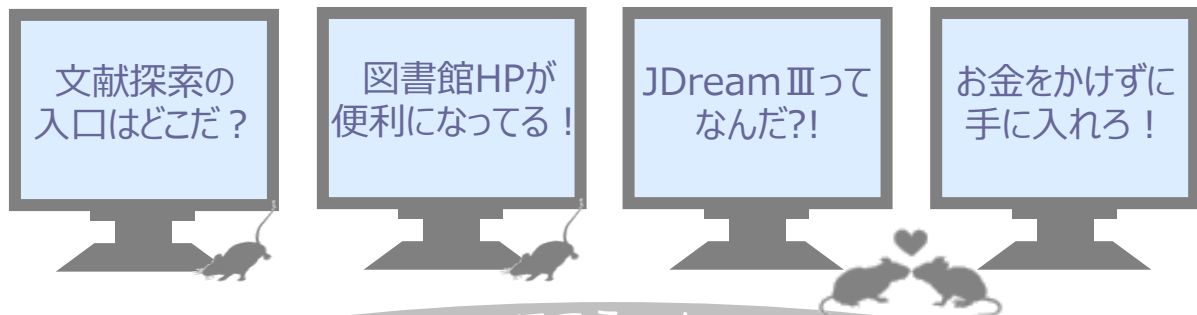 文献探索の
入口はどこだ？
図書館HPが
便利になってる！
JDreamⅢって
なんだ?!
お金をかけずに
手に入れろ！